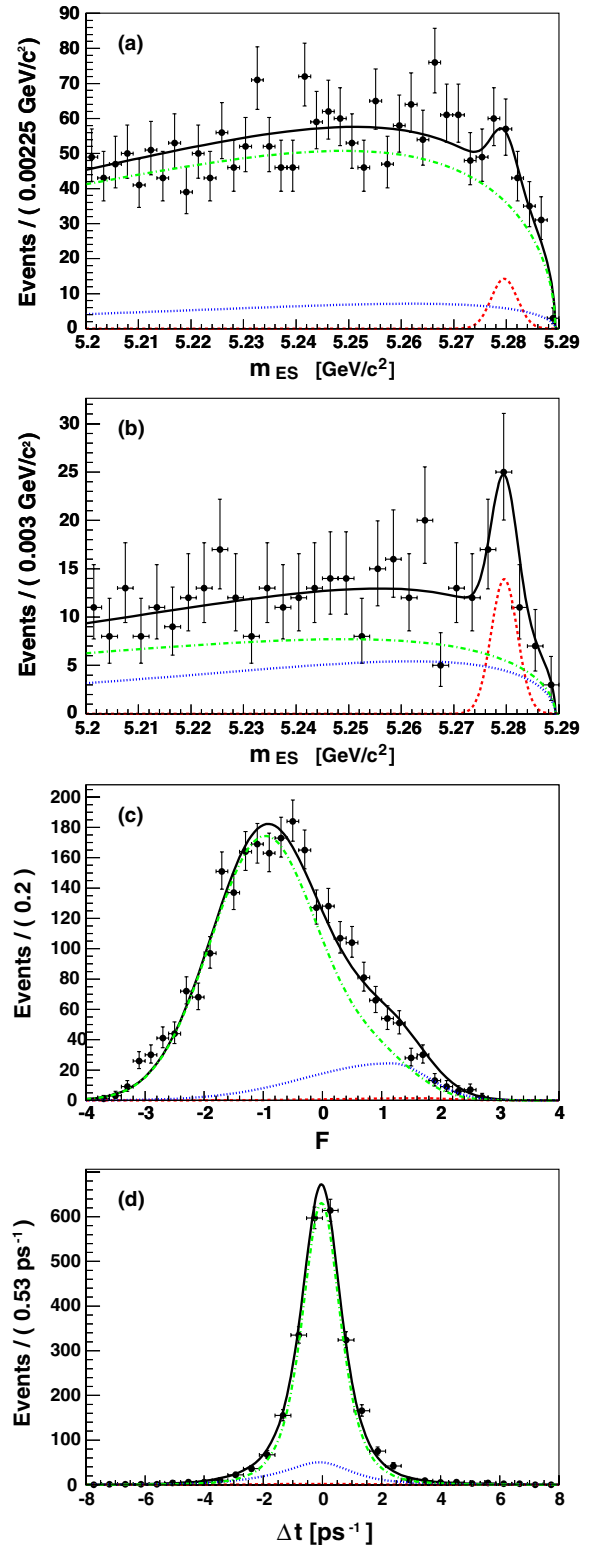 (a)
Events / ( 0.00225 GeV/c² )
90
80
70
60
50
40
30
20
10
0
5.2 5.21 5.22 5.23 5.24 5.25 5.26 5.27 5.28 5.29
m ES [GeV/c²]
(b)
Events / ( 0.003 GeV/c² )
30
25
20
15
10
5
0
5.2 5.21 5.22 5.23 5.24 5.25 5.26 5.27 5.28 5.29
m ES [GeV/c²]
(c)
Events / ( 0.2 )
200
180
160
140
120
100
80
60
40
20
0
-4 -3 -2 -1 0 1 2 3 4
F
(d)
Events / ( 0.53 ps⁻¹ )
600
500
400
300
200
100
0
-8 -6 -4 -2 0 2 4 6 8
Δt [ps⁻¹]